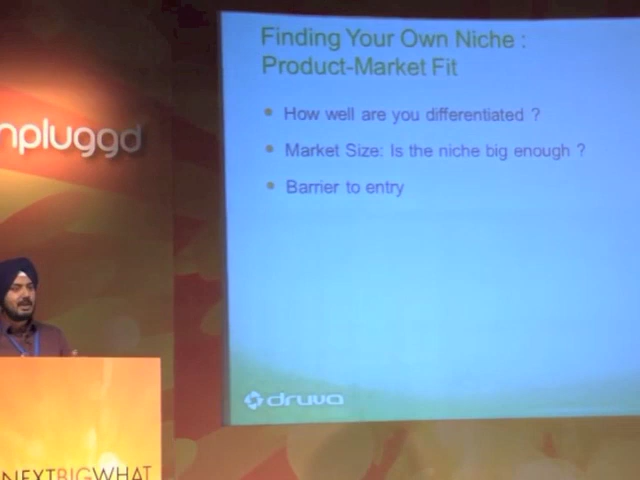 Finding Your Own Niche :
Product-Market Fit
How well are you differentiated ?
Market Size: Is the niche big enough ?
Barrier to entry
npluggd
druva
NEXTBIGWHAT